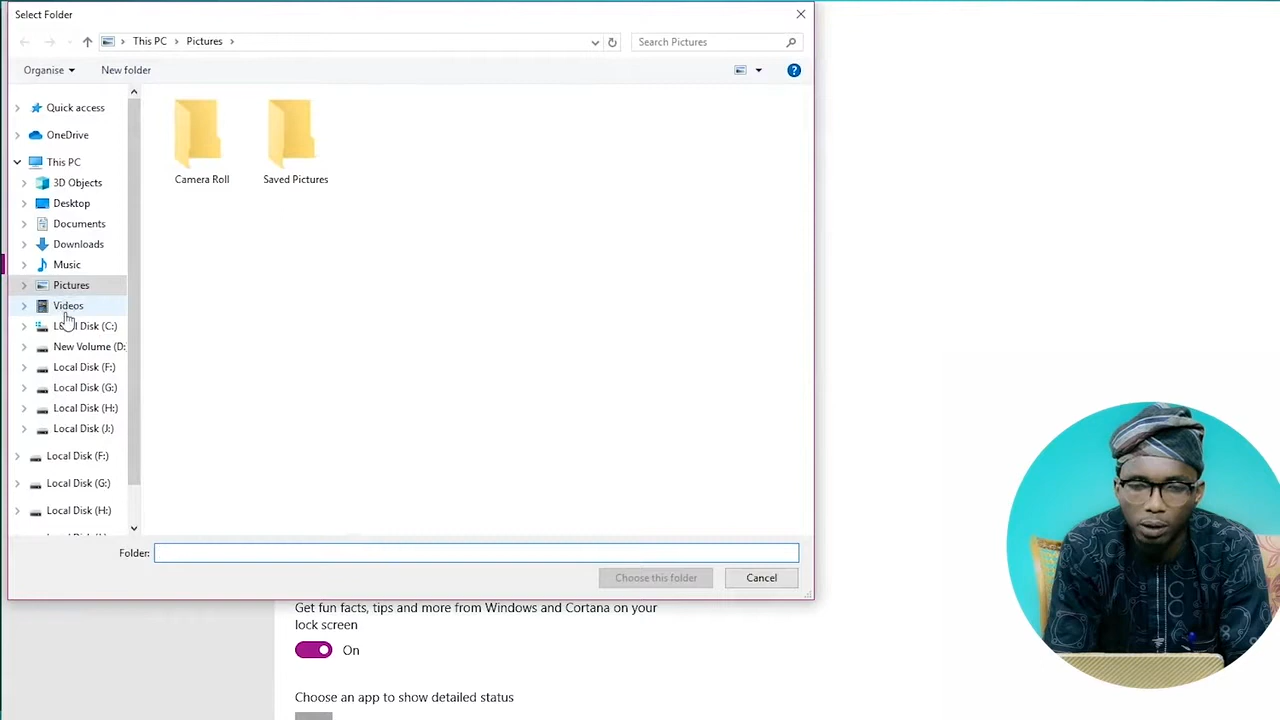 Select Folder
This PC
Pictures
Search Pictures
Organise
New folder
Quick access
OneDrive
This PC
3D Objects
Desktop
Documents
Downloads
Music
Pictures
Videos
Local Disk (C:)
New Volume (D:
Local Disk (F:)
Local Disk (G:)
Local Disk (H:)
Local Disk (J:)
Local Disk (F:)
Local Disk (G:)
Local Disk (H:)
Camera Roll
Saved Pictures
Folder:
Choose this folder
Cancel
Get fun facts, tips and more from Windows and Cortana on your
lock screen
On
Choose an app to show detailed status